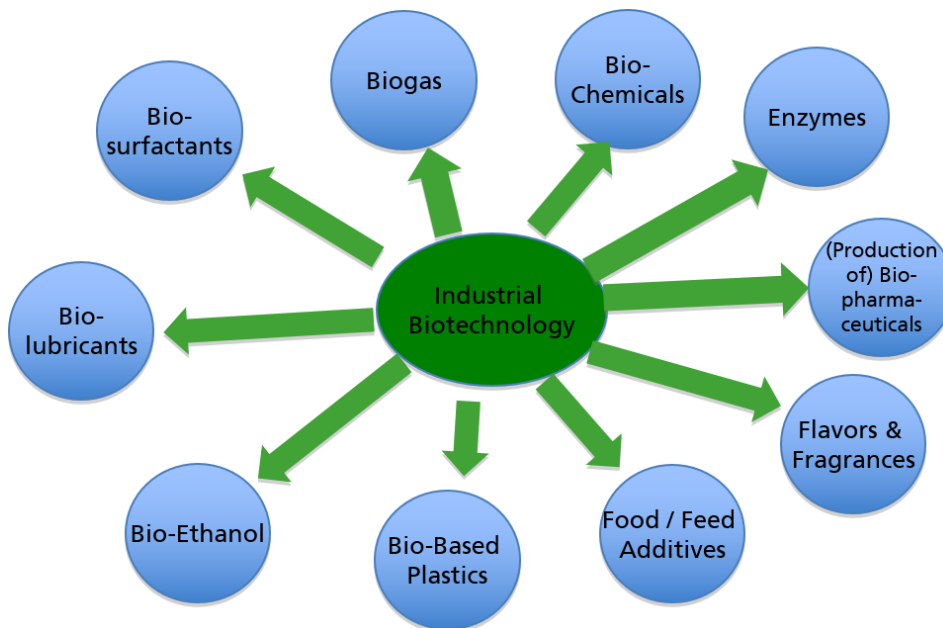 Biogas
Bio-
Chemicals
Enzymes
Bio-
surfactants
(Production
of) Bio-
pharma-
ceuticals
Industrial
Biotechnology
Bio-
lubricants
Flavors &
Fragrances
Bio-Ethanol
Bio-Based
Plastics
Food / Feed
Additives